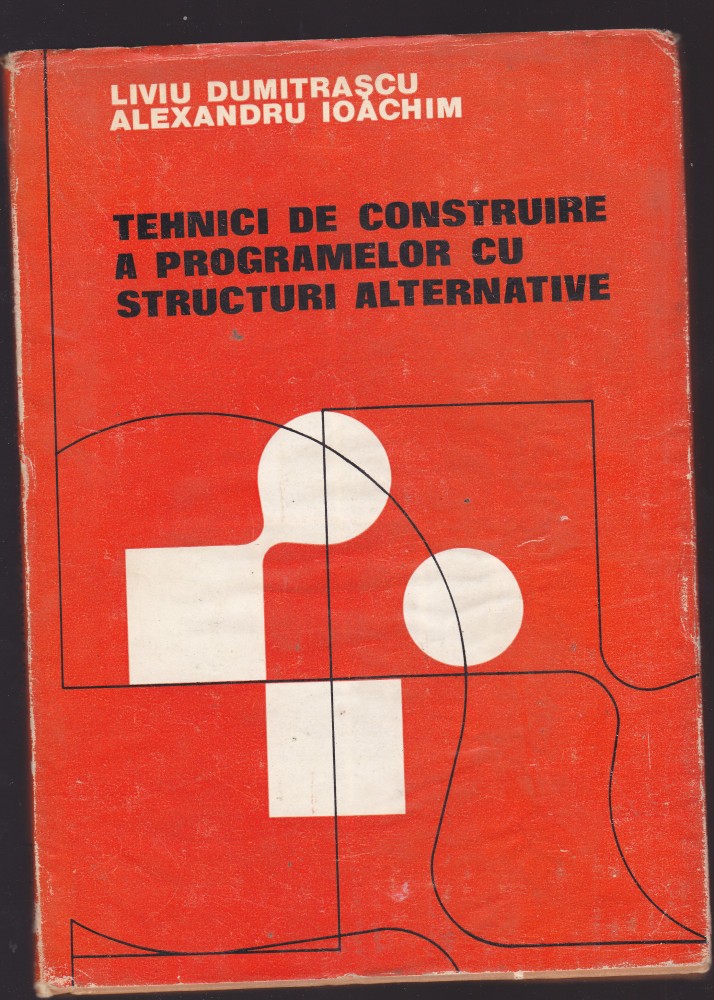 LIVIU DUMITRAŞCU
ALEXANDRU IOACHIM
TEHNICI DE CONSTRUIRE
A PROGRAMELOR CU
STRUCTURI ALTERNATIVE